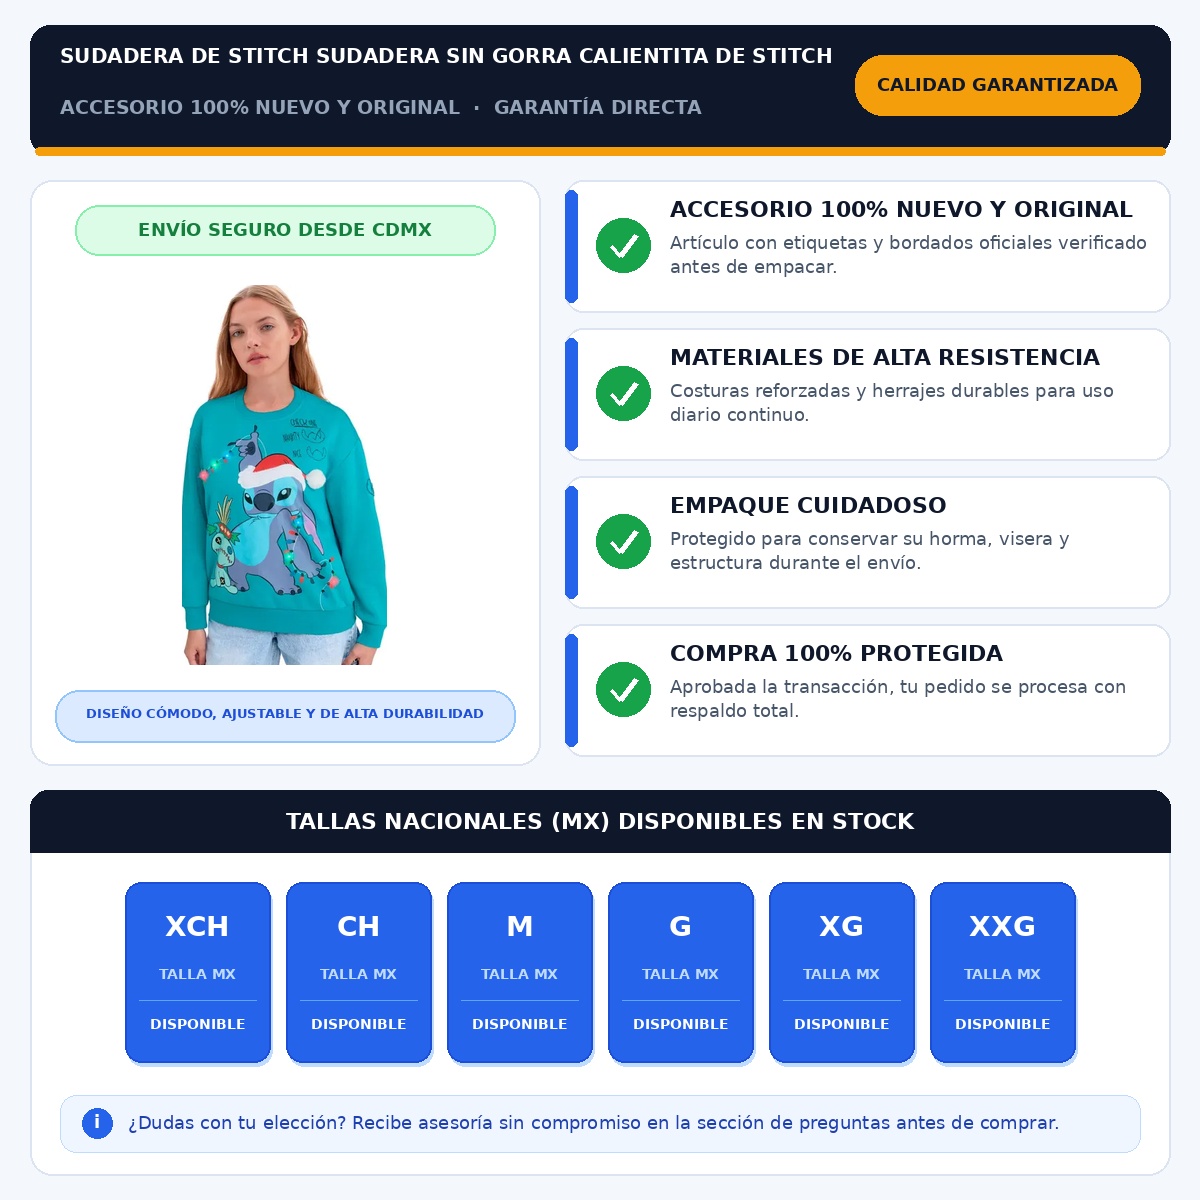 SUDADERA DE STITCH SUDADERA SIN GORRA CALIENTITA DE STITCH
ACCESORIO 100% NUEVO Y ORIGINAL · GARANTÍA DIRECTA
CALIDAD GARANTIZADA
ENVÍO SEGURO DESDE CDMX
DISEÑO CÓMODO, AJUSTABLE Y DE ALTA DURABILIDAD
ACCESORIO 100% NUEVO Y ORIGINAL
Artículo con etiquetas y bordados oficiales verificado
antes de empacar.
MATERIALES DE ALTA RESISTENCIA
Costuras reforzadas y herrajes durables para uso
diario continuo.
EMPAQUE CUIDADOSO
Protegido para conservar su horma, visera y
estructura durante el envío.
COMPRA 100% PROTEGIDA
Aprobada la transacción, tu pedido se procesa con
respaldo total.
TALLAS NACIONALES (MX) DISPONIBLES EN STOCK
XCH
TALLA MX
DISPONIBLE
CH
TALLA MX
DISPONIBLE
M
TALLA MX
DISPONIBLE
G
TALLA MX
DISPONIBLE
XG
TALLA MX
DISPONIBLE
XXG
TALLA MX
DISPONIBLE
i
¿Dudas con tu elección? Recibe asesoría sin compromiso en la sección de preguntas antes de comprar.